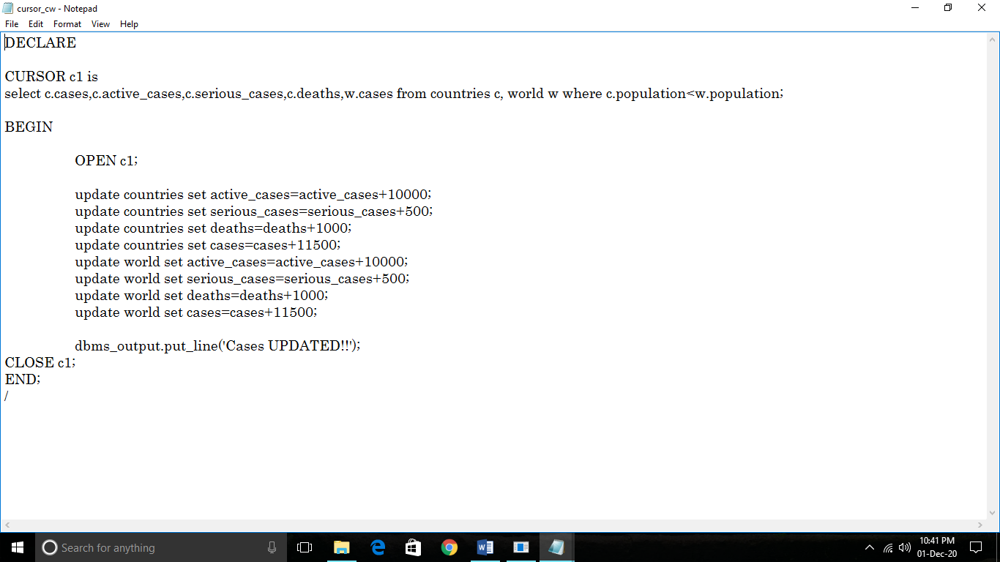 cursor_cw - Notepad
File Edit Format View Help
DECLARE
CURSOR c1 is
select c.cases,c.active_cases,c.serious_cases,c.deaths,w.cases from countries c, world w where c.population<w.population;
BEGIN
OPEN c1;
update countries set active_cases=active_cases+10000;
update countries set serious_cases=serious_cases+500;
update countries set deaths=deaths+1000;
update countries set cases=cases+11500;
update world set active_cases=active_cases+10000;
update world set serious_cases=serious_cases+500;
update world set deaths=deaths+1000;
update world set cases=cases+11500;
dbms_output.put_line('Cases UPDATED!!');
CLOSE c1;
END;
/
Search for anything
10:41 PM
01-Dec-20